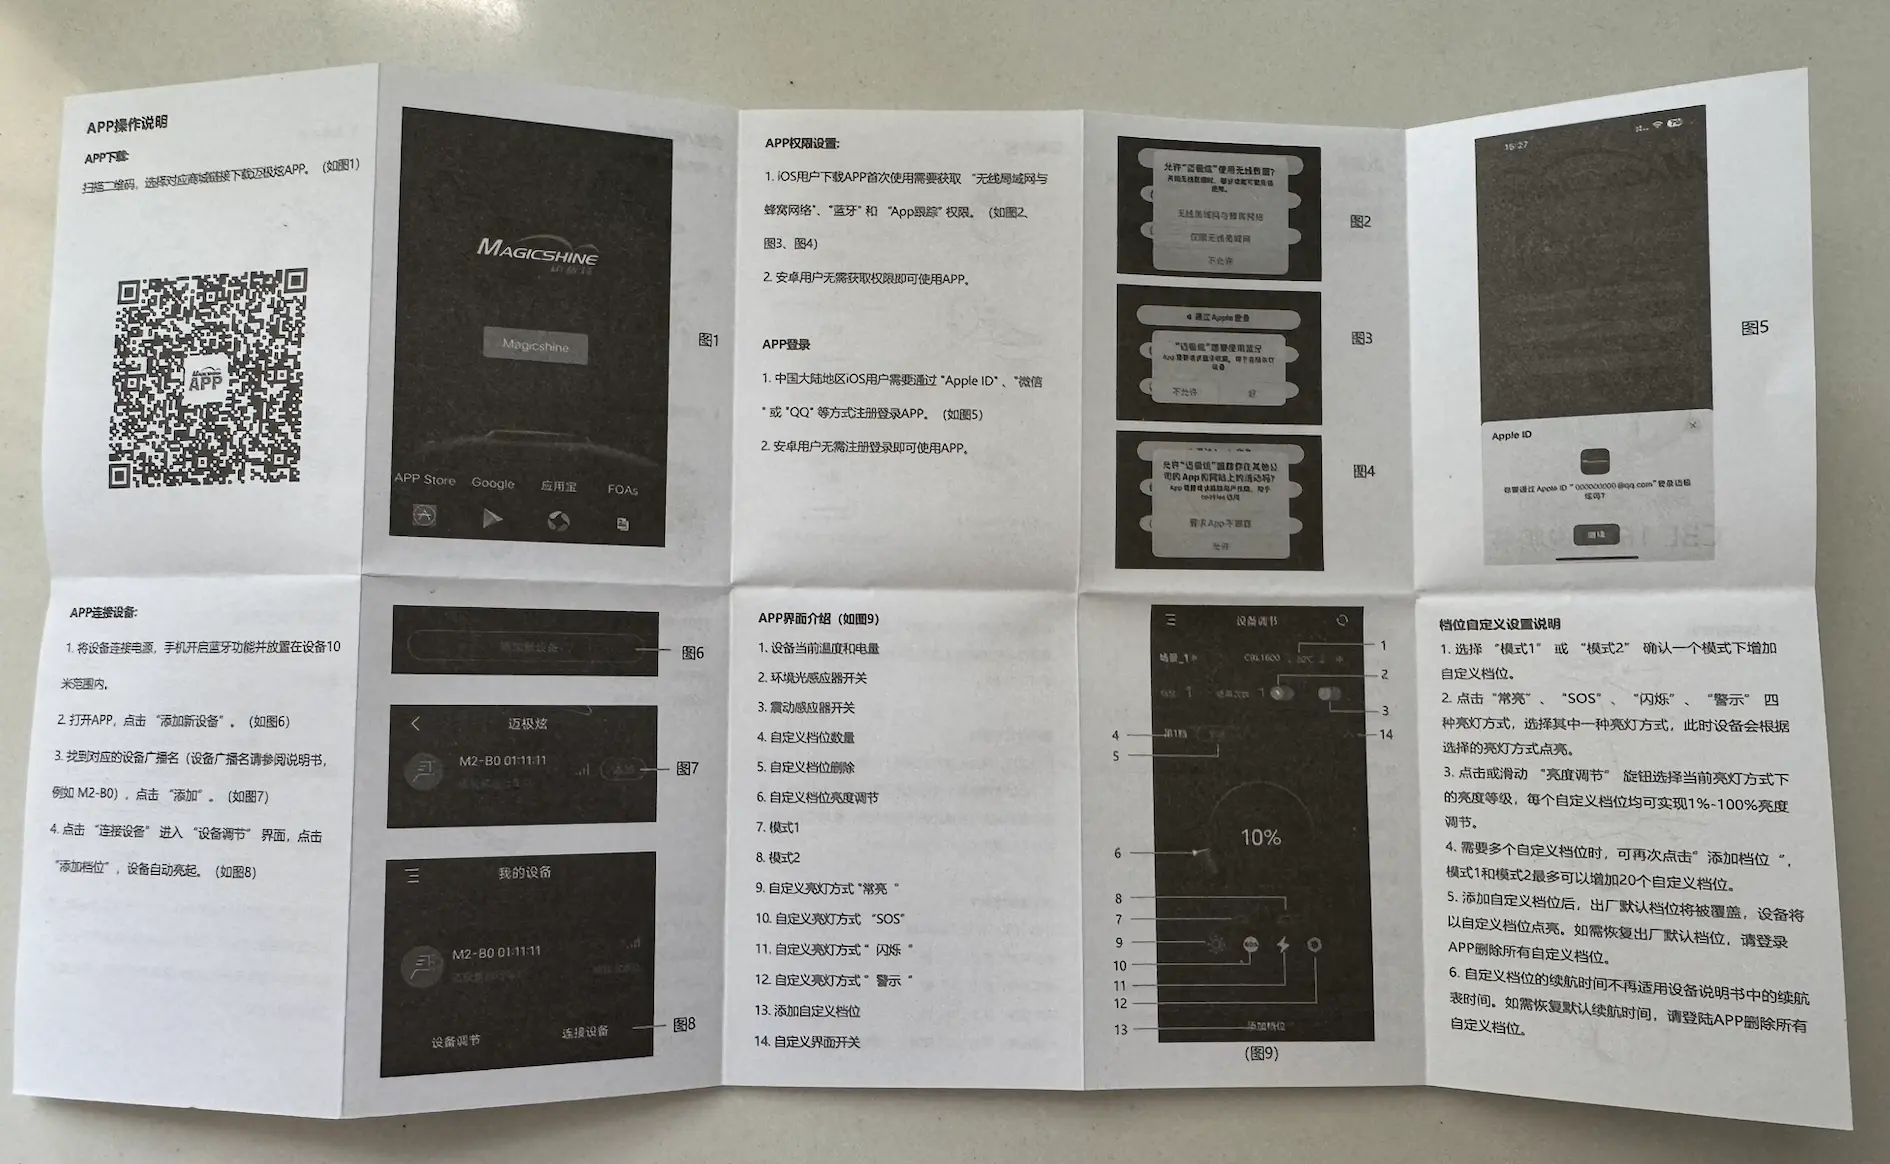 APP操作说明
APP下载:
扫描二维码，选择对应商城链接下载迈极炫APP。（如图1）
MAGICSHINE
APP
MAGICSHINE
Magicshine
APP Store
Google
应用宝
FOAs
图1
APP权限设置:
1. iOS用户下载APP首次使用需要获取 “无线局域网与
蜂窝网络”、“蓝牙” 和 “App跟踪” 权限。（如图2、
图3、图4）
2. 安卓用户无需获取权限即可使用APP。
APP登录
1. 中国大陆地区iOS用户需要通过 "Apple ID" 、"微信
" 或 "QQ" 等方式注册登录APP。（如图5）
2. 安卓用户无需注册登录即可使用APP。
允许“迈极炫”使用无线数据?
无线局域网与蜂窝网络
仅限无线局域网
不允许
图2
通过 Apple 登录
“迈极炫”想要使用蓝牙
不允许
好
图3
允许“迈极炫”跟踪你在其他公
司的 App 和网站上的活动吗?
要求 App 不跟踪
允许
图4
15:27
Apple ID
继续
图5
APP连接设备:
1. 将设备连接电源，手机开启蓝牙功能并放置在设备10
米范围内。
2. 打开APP，点击 “添加新设备” 。（如图6）
3. 找到对应的设备广播名（设备广播名请参阅说明书，
例如 M2-B0），点击 “添加” 。（如图7）
4. 点击 “连接设备” 进入 “设备调节” 界面，点击
“添加档位” ，设备自动亮起。（如图8）
添加新设备
图6
迈极炫
M2-B0 01:11:11
添加
图7
我的设备
M2-B0 01:11:11
设备调节
连接设备
图8
APP界面介绍（如图9）
1. 设备当前温度和电量
2. 环境光感应器开关
3. 震动感应器开关
4. 自定义档位数量
5. 自定义档位删除
6. 自定义档位亮度调节
7. 模式1
8. 模式2
9. 自定义亮灯方式 “常亮 “
10. 自定义亮灯方式 “SOS”
11. 自定义亮灯方式 “ 闪烁 “
12. 自定义亮灯方式 “ 警示 “
13. 添加自定义档位
14. 自定义界面开关
设备调节
场景_1
CBL1600
1
2
3
4
第1档
14
5
10%
6
8
7
9
SOS
10
11
12
13
添加档位
(图9)
档位自定义设置说明
1. 选择 “模式1” 或 “模式2” 确认一个模式下增加
自定义档位。
2. 点击 “常亮” 、 “SOS” 、 “闪烁” 、 “警示” 四
种亮灯方式，选择其中一种亮灯方式，此时设备会根据
选择的亮灯方式点亮。
3. 点击或滑动 “亮度调节” 旋钮选择当前亮灯方式下
的亮度等级，每个自定义档位均可实现1%-100%亮度
调节。
4. 需要多个自定义档位时，可再次点击“ 添加档位 ”，
模式1和模式2最多可以增加20个自定义档位。
5. 添加自定义档位后，出厂默认档位将被覆盖，设备将
以自定义档位点亮。如需恢复出厂默认档位，请登录
APP删除所有自定义档位。
6. 自定义档位的续航时间不再适用设备说明书中的续航
表时间。如需恢复默认续航时间，请登陆APP删除所有
自定义档位。